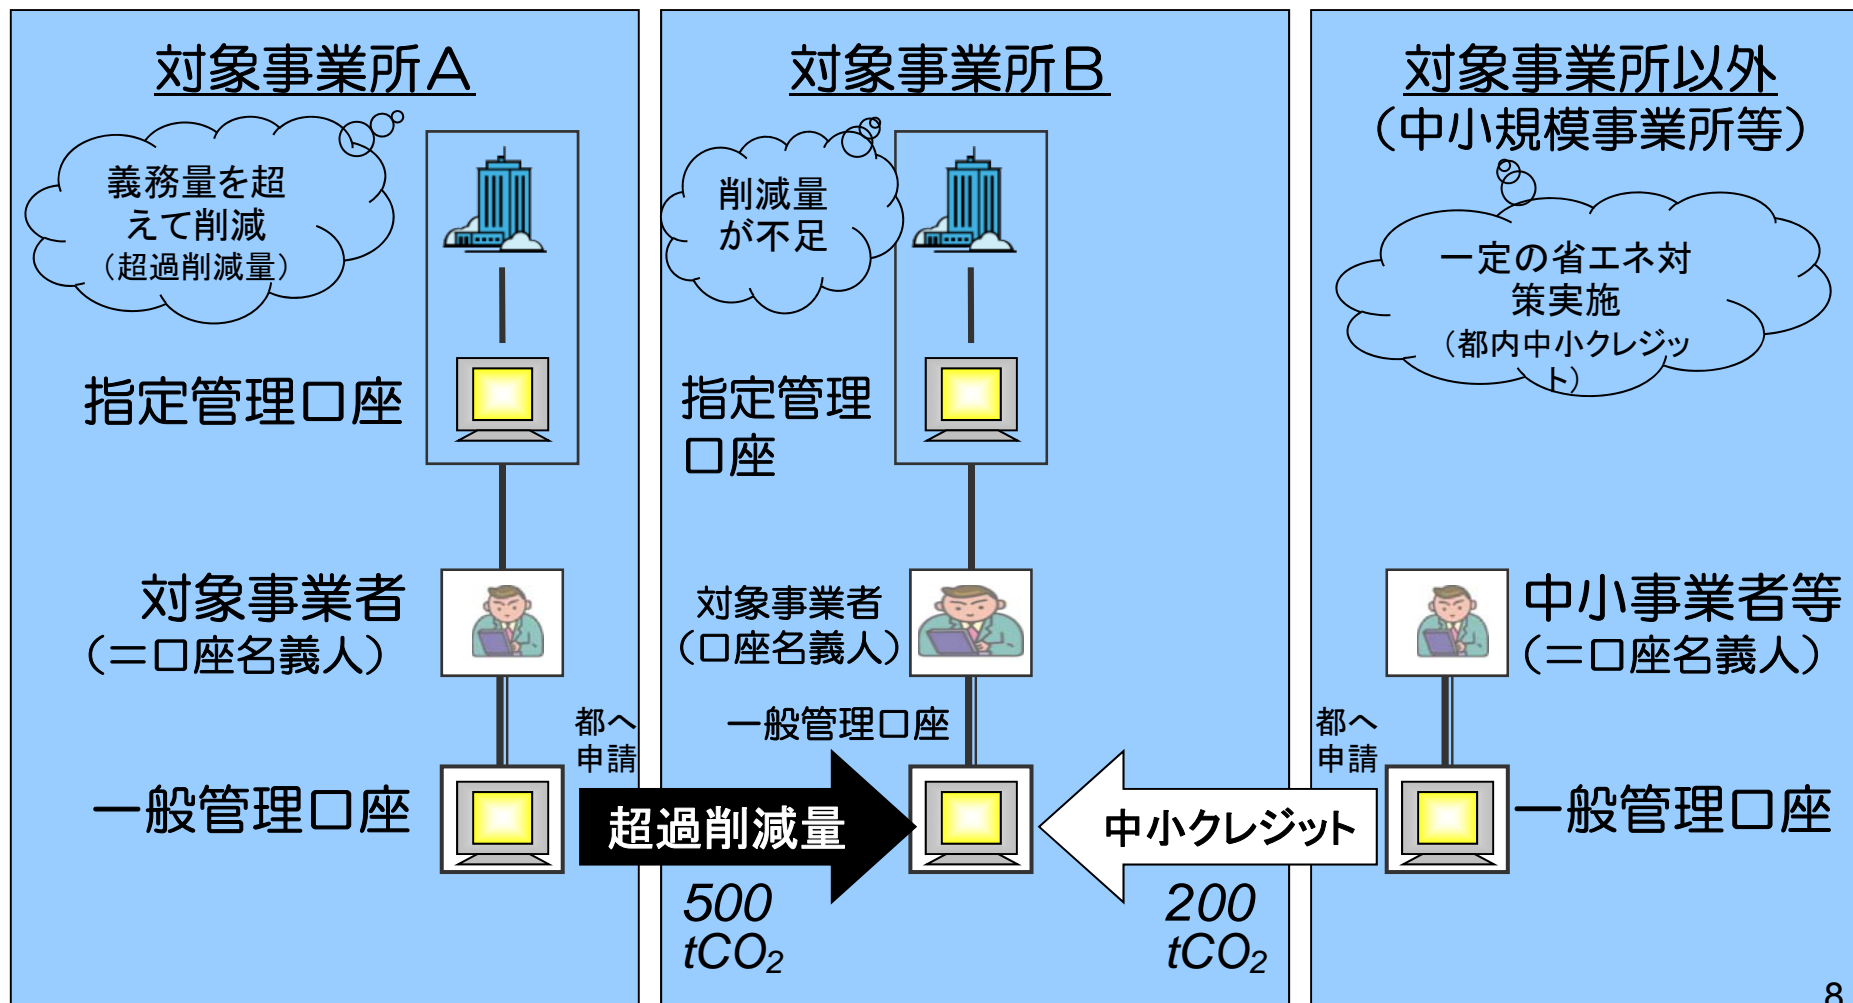 対象事業所A
義務量を超
えて削減
（超過削減量）
指定管理口座
対象事業者
（＝口座名義人）
都へ
申請
一般管理口座
対象事業所B
削減量
が不足
指定管理
口座
対象事業者
（口座名義人）
一般管理口座
超過削減量
500
tCO₂
対象事業所以外
（中小規模事業所等）
一定の省エネ対
策実施
（都内中小クレジッ
ト）
中小事業者等
（＝口座名義人）
都へ
申請
一般管理口座
中小クレジット
200
tCO₂
8